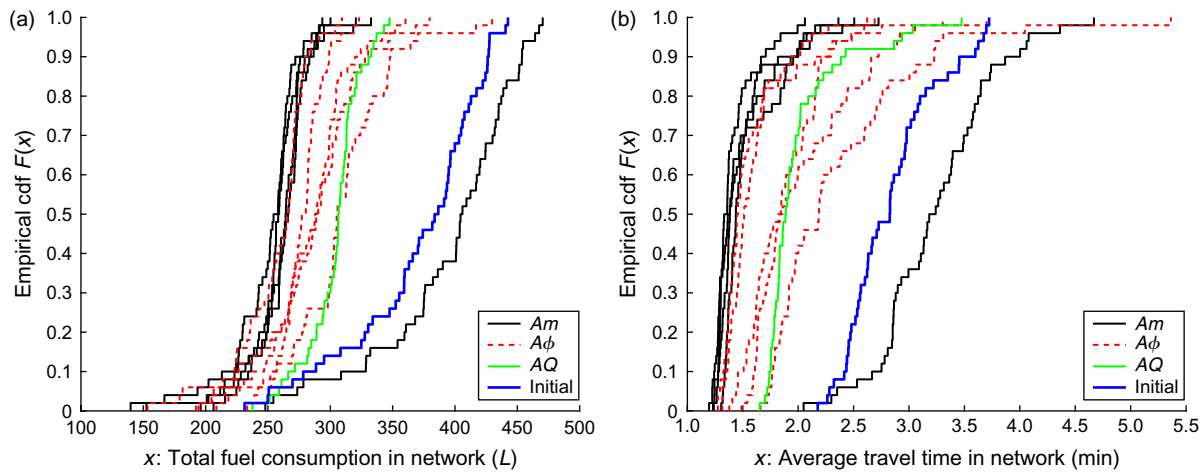 (a)
Empirical cdf F(x)
1.0
0.9
0.8
0.7
0.6
0.5
0.4
0.3
0.2
0.1
0
100 150 200 250 300 350 400 450 500
x: Total fuel consumption in network (L)
Am
Aϕ
AQ
Initial
(b)
Empirical cdf F(x)
1.0
0.9
0.8
0.7
0.6
0.5
0.4
0.3
0.2
0.1
0
1.0 1.5 2.0 2.5 3.0 3.5 4.0 4.5 5.0 5.5
x: Average travel time in network (min)
Am
Aϕ
AQ
Initial